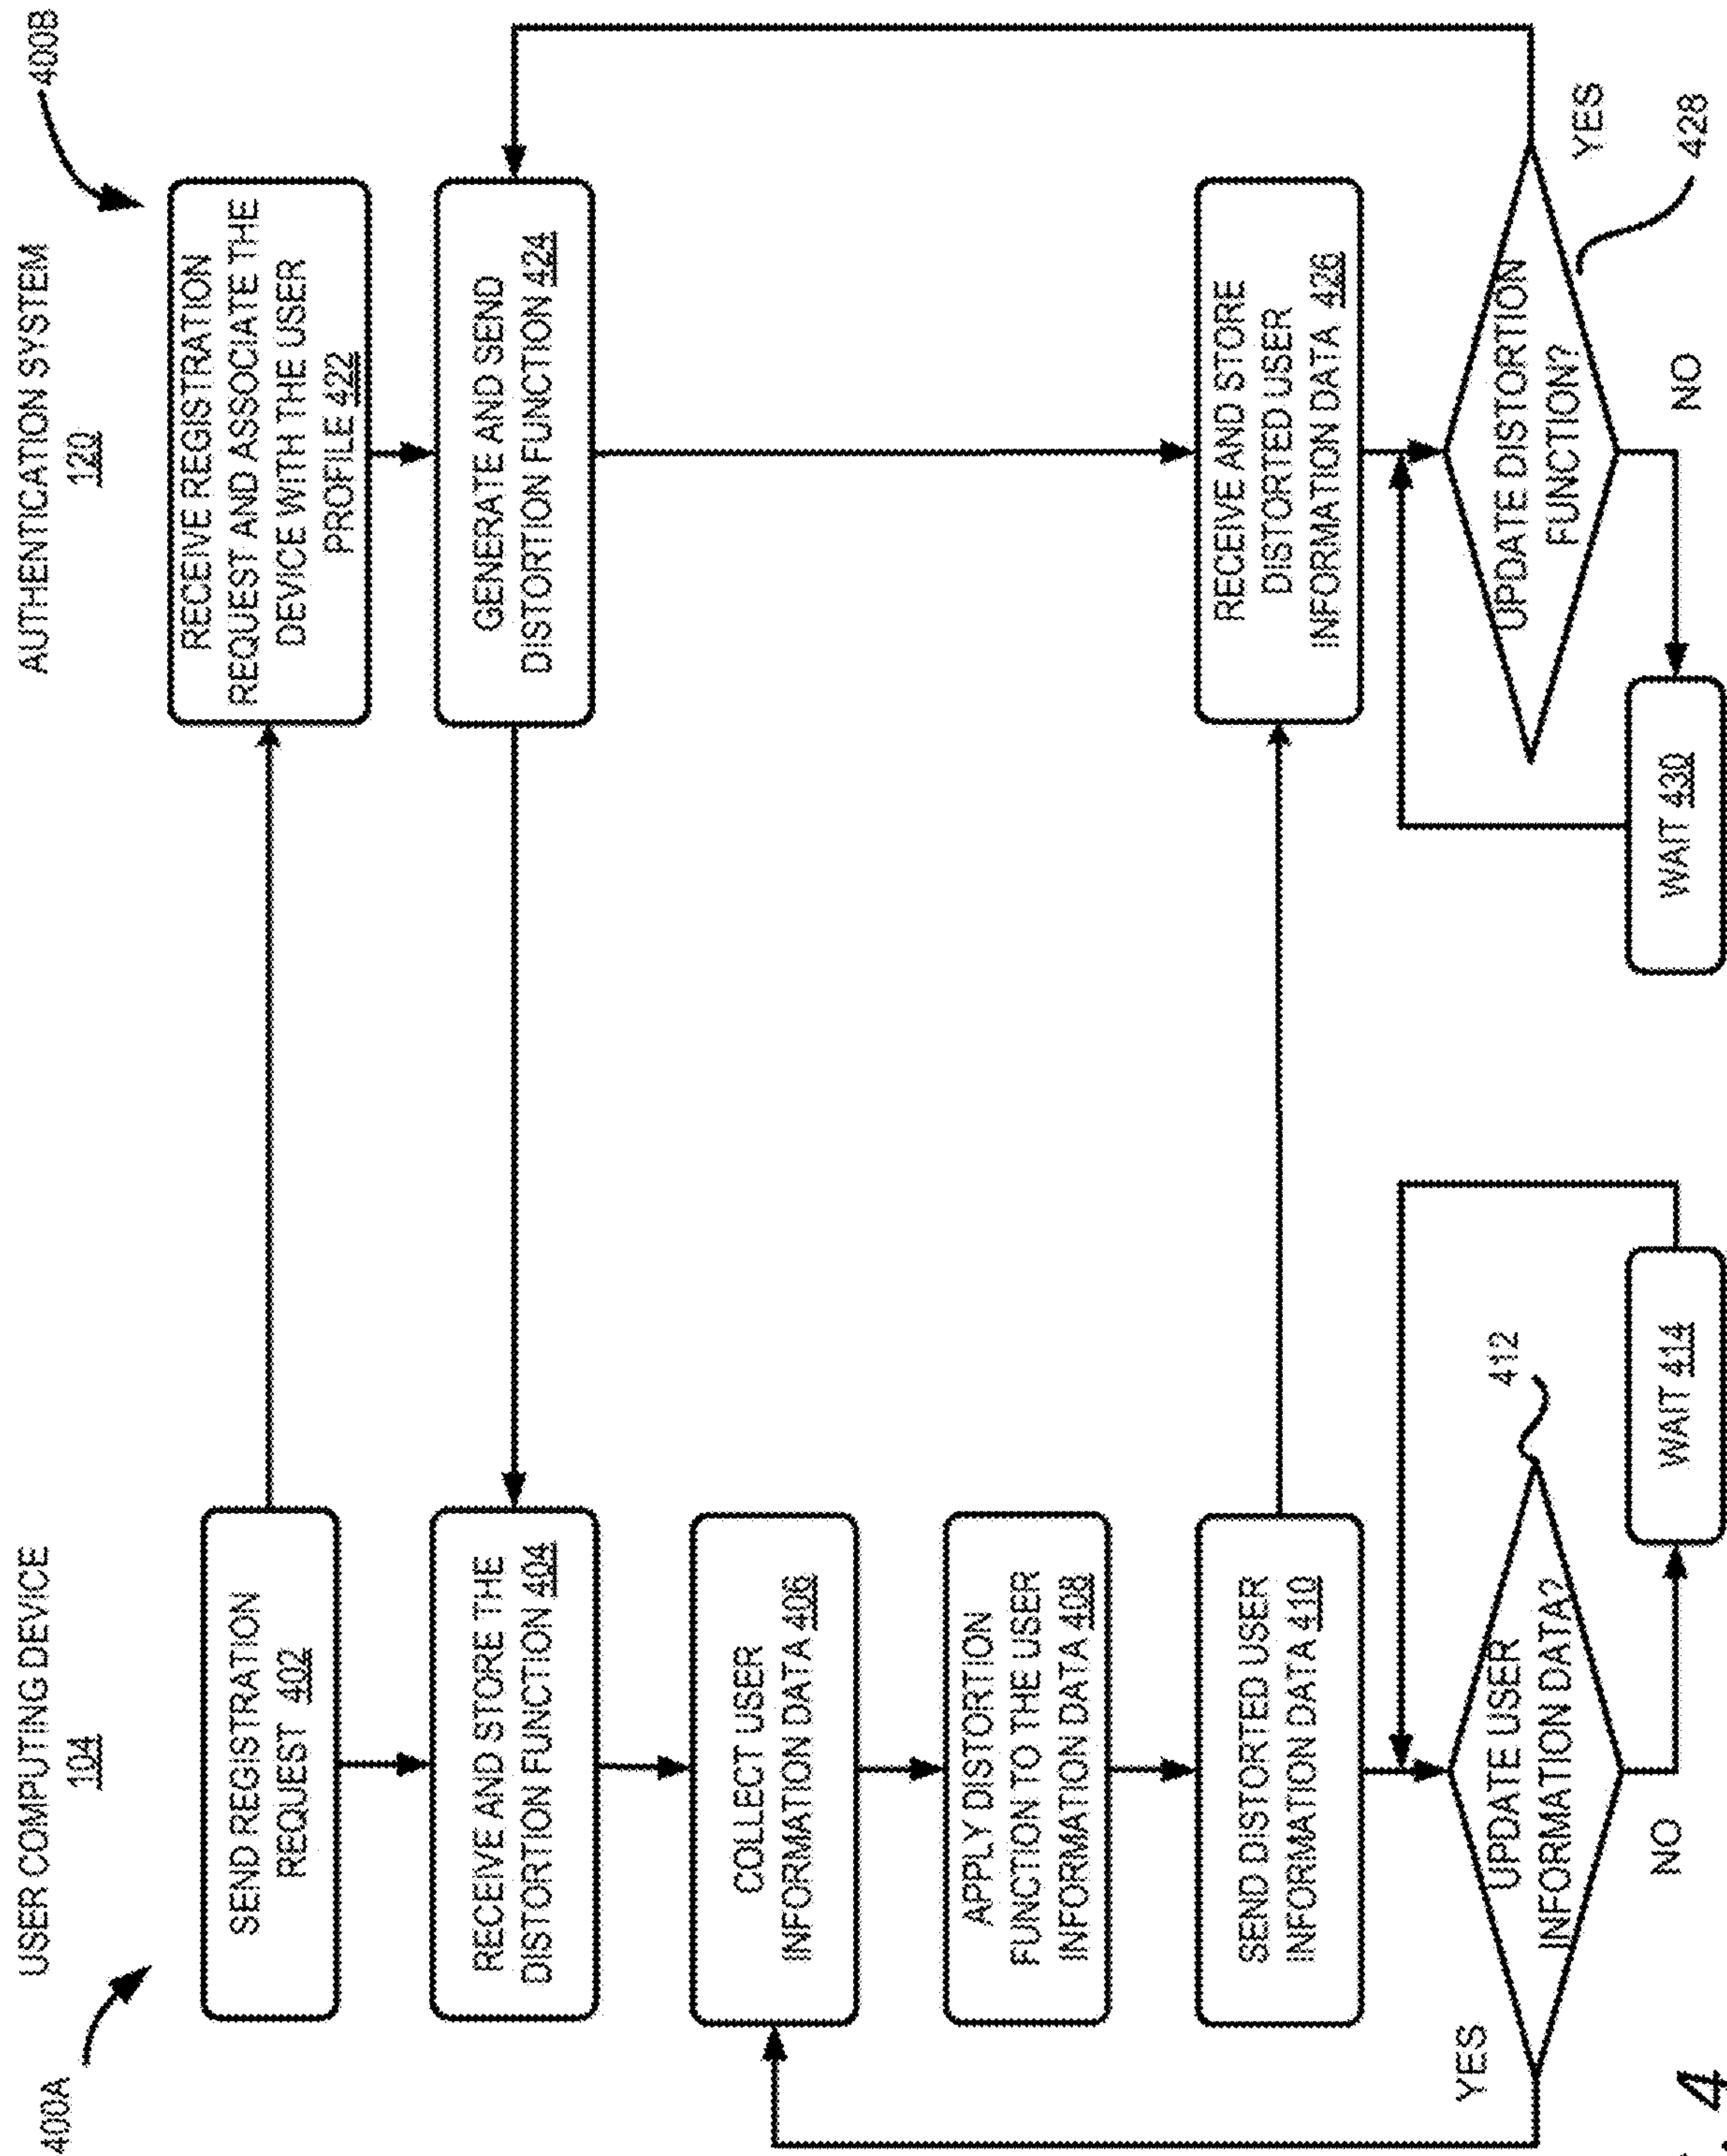 400A
USER COMPUTING DEVICE
104
SEND REGISTRATION
REQUEST 402
RECEIVE AND STORE THE
DISTORTION FUNCTION 404
COLLECT USER
INFORMATION DATA 406
APPLY DISTORTION
FUNCTION TO THE USER
INFORMATION DATA 408
SEND DISTORTED USER
INFORMATION DATA 410
YES
UPDATE USER
INFORMATION DATA?
412
NO
WAIT 414
AUTHENTICATION SYSTEM
120
400B
RECEIVE REGISTRATION
REQUEST AND ASSOCIATE THE
DEVICE WITH THE USER
PROFILE 422
GENERATE AND SEND
DISTORTION FUNCTION 424
RECEIVE AND STORE
DISTORTED USER
INFORMATION DATA 426
UPDATE DISTORTION
FUNCTION?
YES
428
NO
WAIT 430
4